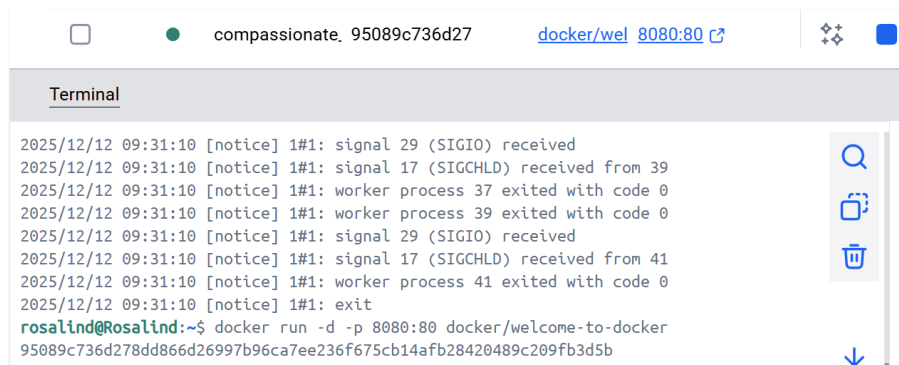 compassionate_ 95089c736d27 docker/wel 8080:80
Terminal
2025/12/12 09:31:10 [notice] 1#1: signal 29 (SIGIO) received
2025/12/12 09:31:10 [notice] 1#1: signal 17 (SIGCHLD) received from 39
2025/12/12 09:31:10 [notice] 1#1: worker process 37 exited with code 0
2025/12/12 09:31:10 [notice] 1#1: worker process 39 exited with code 0
2025/12/12 09:31:10 [notice] 1#1: signal 29 (SIGIO) received
2025/12/12 09:31:10 [notice] 1#1: signal 17 (SIGCHLD) received from 41
2025/12/12 09:31:10 [notice] 1#1: worker process 41 exited with code 0
2025/12/12 09:31:10 [notice] 1#1: exit
rosalind@Rosalind:~$ docker run -d -p 8080:80 docker/welcome-to-docker
95089c736d278dd866d26997b96ca7ee236f675cb14afb28420489c209fb3d5b